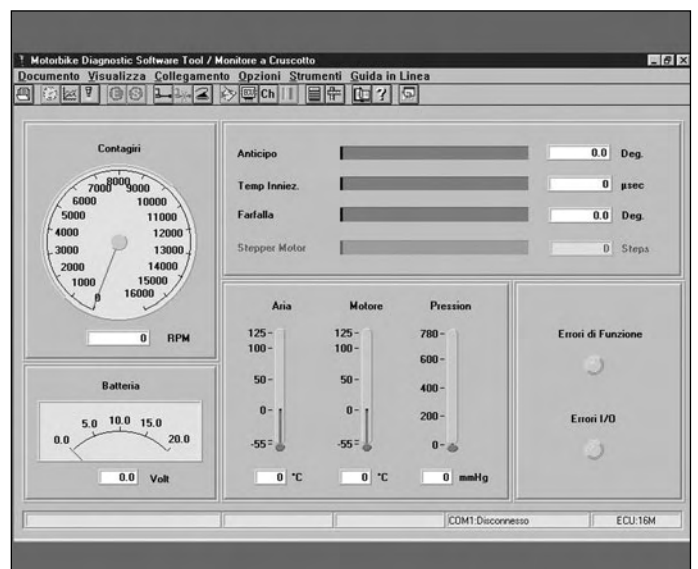 Motorbike Diagnostic Software Tool / Monitore a Cruscotto
Documento Visualizza Collegamento Opzioni Strumenti Guida in Linea
Ch
Contagiri
0
1000
2000
3000
4000
5000
6000
7000
8000
9000
10000
11000
12000
13000
14000
15000
16000
0 RPM
Anticipo 0.0 Deg.
Temp Iniez. 0 µsec
Farfalla 0.0 Deg.
Stepper Motor 0 Steps
Batteria
0.0 5.0 10.0 15.0 20.0
0.0 Volt
Aria
125
100
50
0
-55
0 °C
Motore
125
100
50
0
-55
0 °C
Pression
780
600
400
200
0
0 mmHg
Errori di Funzione
Errori I/O
COM1:Disconnesso
ECU:16M